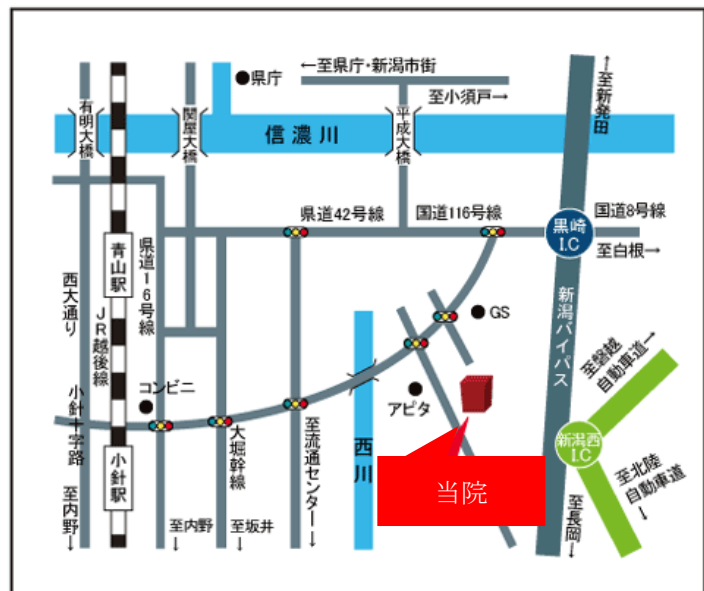 ●県庁
←至県庁・新潟市街
至小須戸→
←至新発田
有明大橋
関屋大橋
平成大橋
信濃川
県道42号線
国道116号線
黒崎
I.C
国道8号線
至白根→
青山駅
県道16号線
西大通り
JR越後線
新潟バイパス
GS
至磐越
自動車道→
コンビニ
アピタ
小針十字路
大堀幹線
至流通センター→
西川
新潟西
I.C
至北陸
自動車道
↓
小針駅
当院
至内野
↓
至内野
↓
至坂井
↓
至長岡
↓